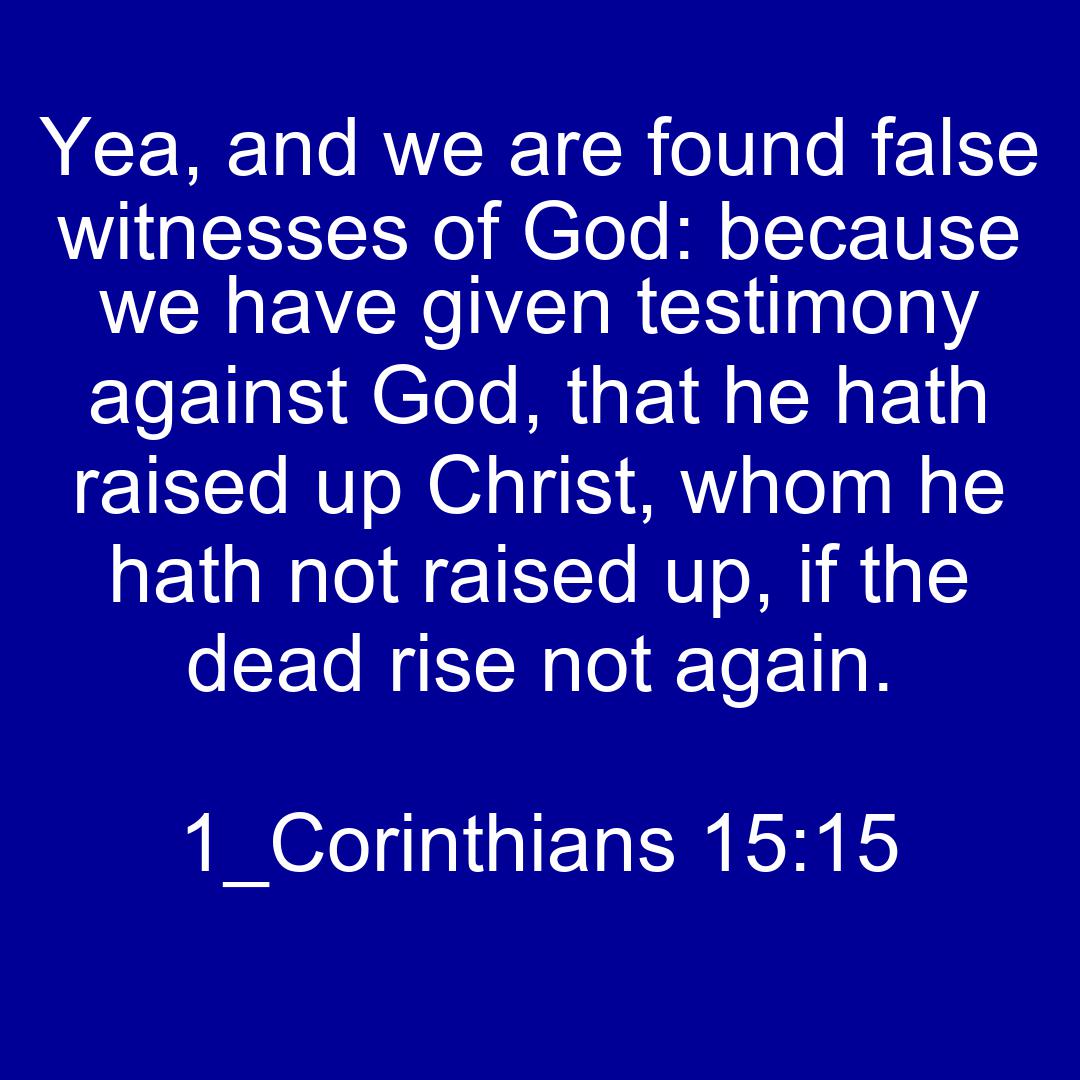 Yea, and we are found false
witnesses of God: because
we have given testimony
against God, that he hath
raised up Christ, whom he
hath not raised up, if the
dead rise not again.
1_Corinthians 15:15